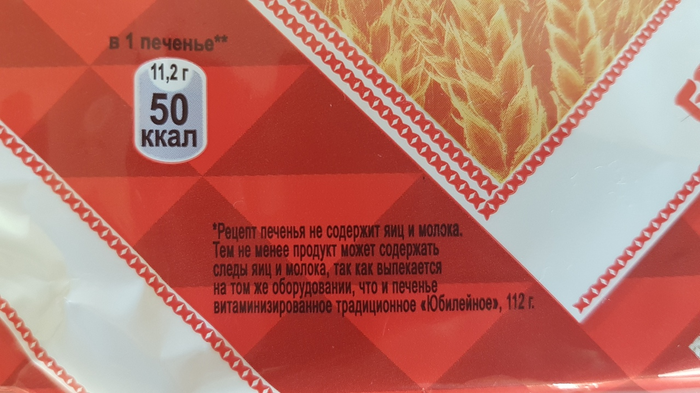 в 1 печенье**
11,2 г
50
ккал
*Рецепт печенья не содержит яиц и молока.
Тем не менее продукт может содержать
следы яиц и молока, так как выпекается
на том же оборудовании, что и печенье
витаминизированное традиционное «Юбилейное», 112 г.